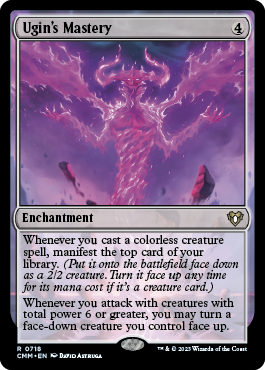 Ugin's Mastery 4
Enchantment
Whenever you cast a colorless creature
spell, manifest the top card of your
library. (Put it onto the battlefield face down
as a 2/2 creature. Turn it face up any time
for its mana cost if it's a creature card.)
Whenever you attack with creatures with
total power 6 or greater, you may turn a
face-down creature you control face up.
R 0718
CMM • EN DAVID ASTRUGA
™ & © 2023 Wizards of the Coast